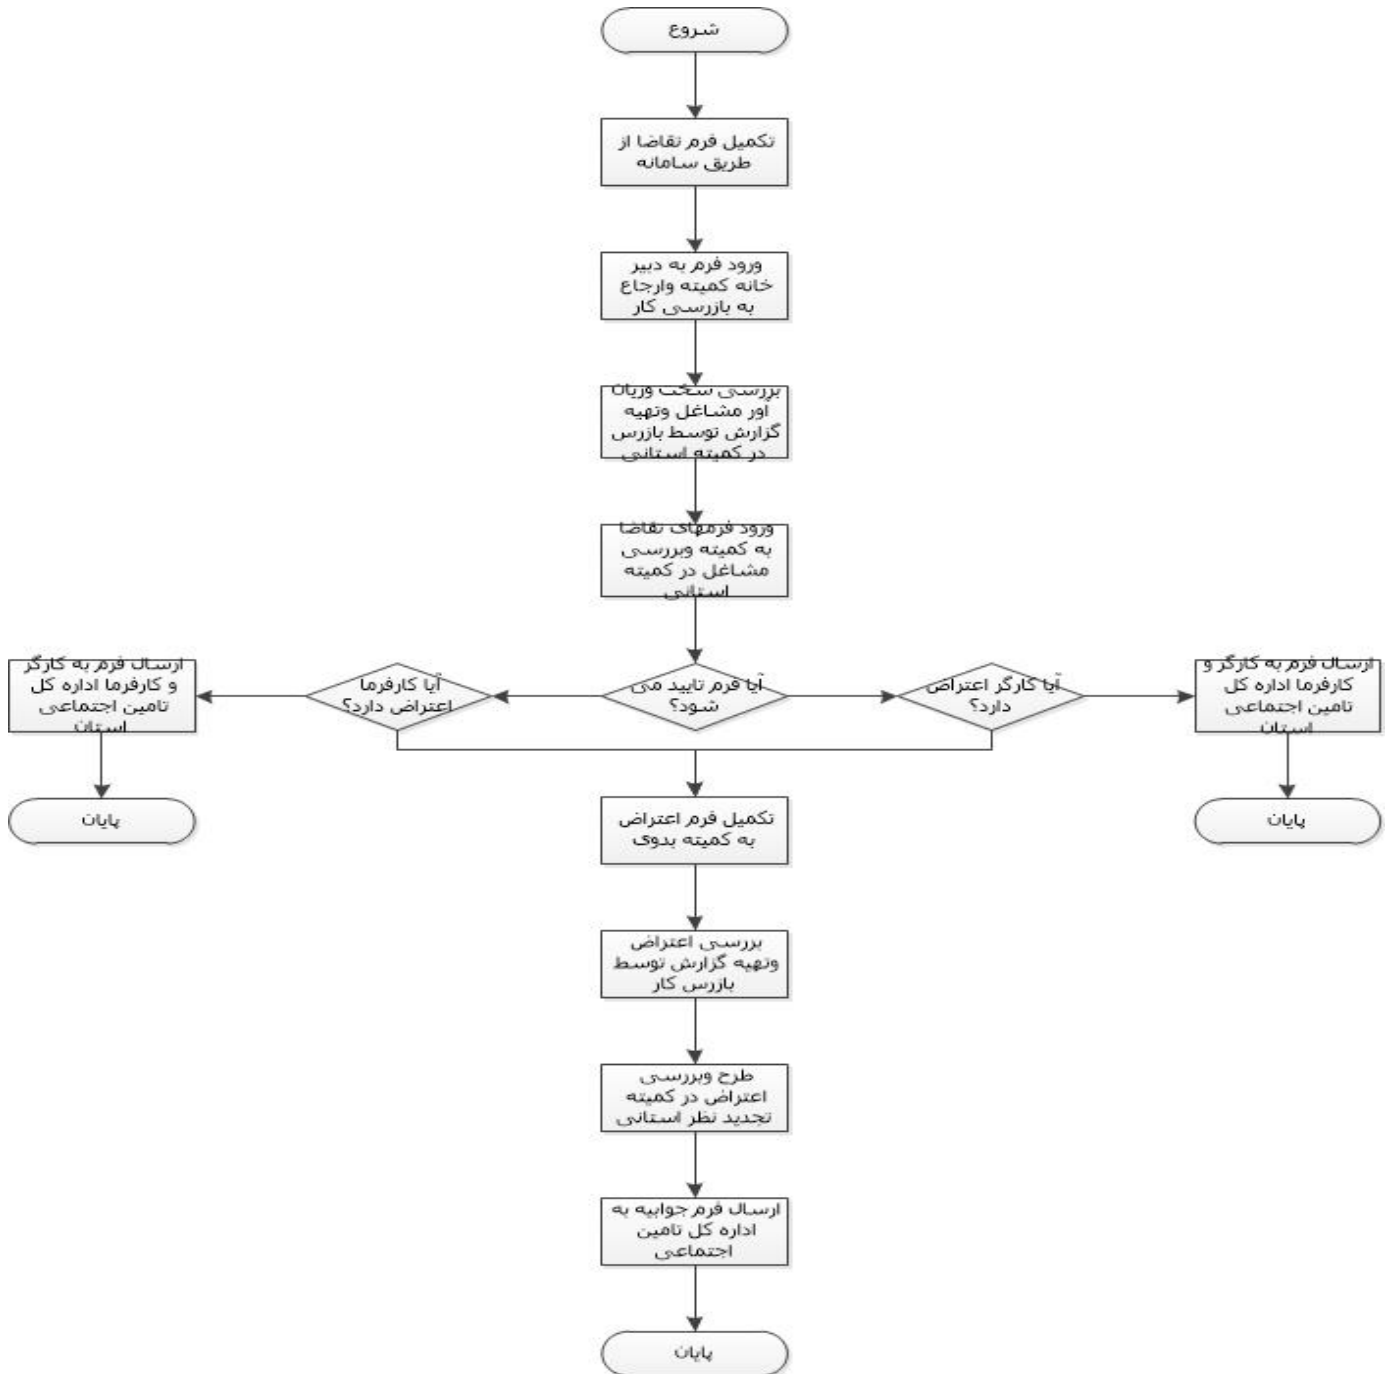 شروع
تکمیل فرم تقاضا از
طریق سامانه
ورود فرم به دبیر
خانه کمیته وارجاع
به بازرسی کار
بررسی سخت وزیان
آور مشاغل وتهیه
گزارش توسط بازرس
در کمیته استانی
ورود فرمهای تقاضا
به کمیته وبررسی
مشاغل در کمیته
استانی
آیا فرم تایید می
شود؟
آیا کارگر اعتراض
دارد؟
ارسال فرم به کارگر و
کارفرما اداره کل
تامین اجتماعی
استان
پایان
آیا کارفرما
اعتراض دارد؟
ارسال فرم به کارگر
و کارفرما اداره کل
تامین اجتماعی
استان
پایان
تکمیل فرم اعتراض
به کمیته بدوی
بررسی اعتراض
وتهیه گزارش توسط
بازرس کار
طرح وبررسی
اعتراض در کمیته
تجدید نظر استانی
ارسال فرم جوابیه به
اداره کل تامین
اجتماعی
پایان